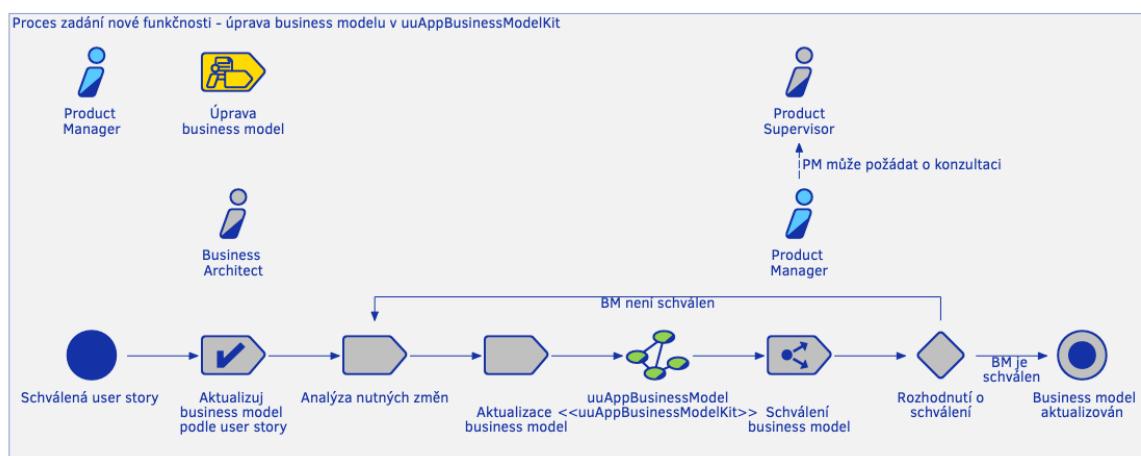 Proces zadání nové funkčnosti - úprava business modelu v uuAppBusinessModelKit
Product
Manager
Úprava
business model
Product
Supervisor
PM může požádat o konzultaci
Business
Architect
Product
Manager
BM není schválen
Schválená user story
Aktualizuj
business model
podle user story
Analýza nutných změn
Aktualizace
business model
uuAppBusinessModel
<<uuAppBusinessModelKit>>
Schválení
business model
Rozhodnutí o
schválení
BM je
schválen
Business model
aktualizován